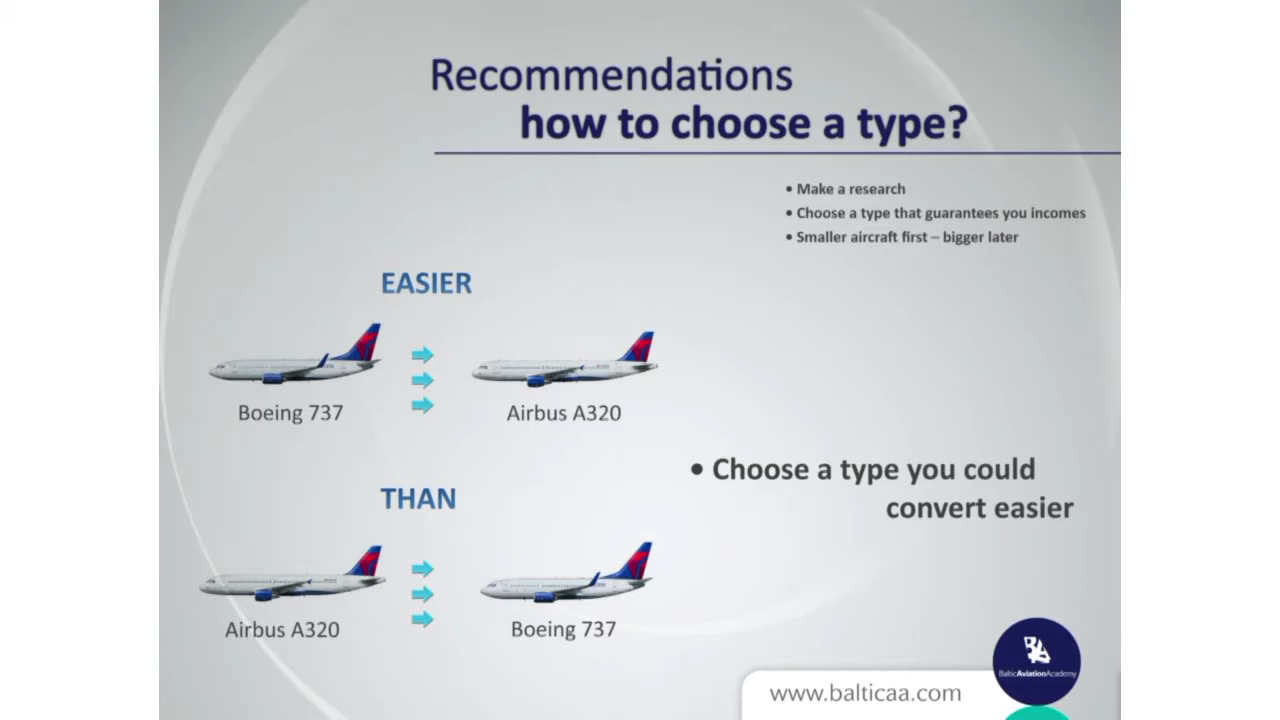 Recommendations
how to choose a type?
• Make a research
• Choose a type that guarantees you incomes
• Smaller aircraft first – bigger later
EASIER
Boeing 737
Airbus A320
• Choose a type you could
convert easier
THAN
Airbus A320
Boeing 737
BalticAviationAcademy
www.balticaa.com